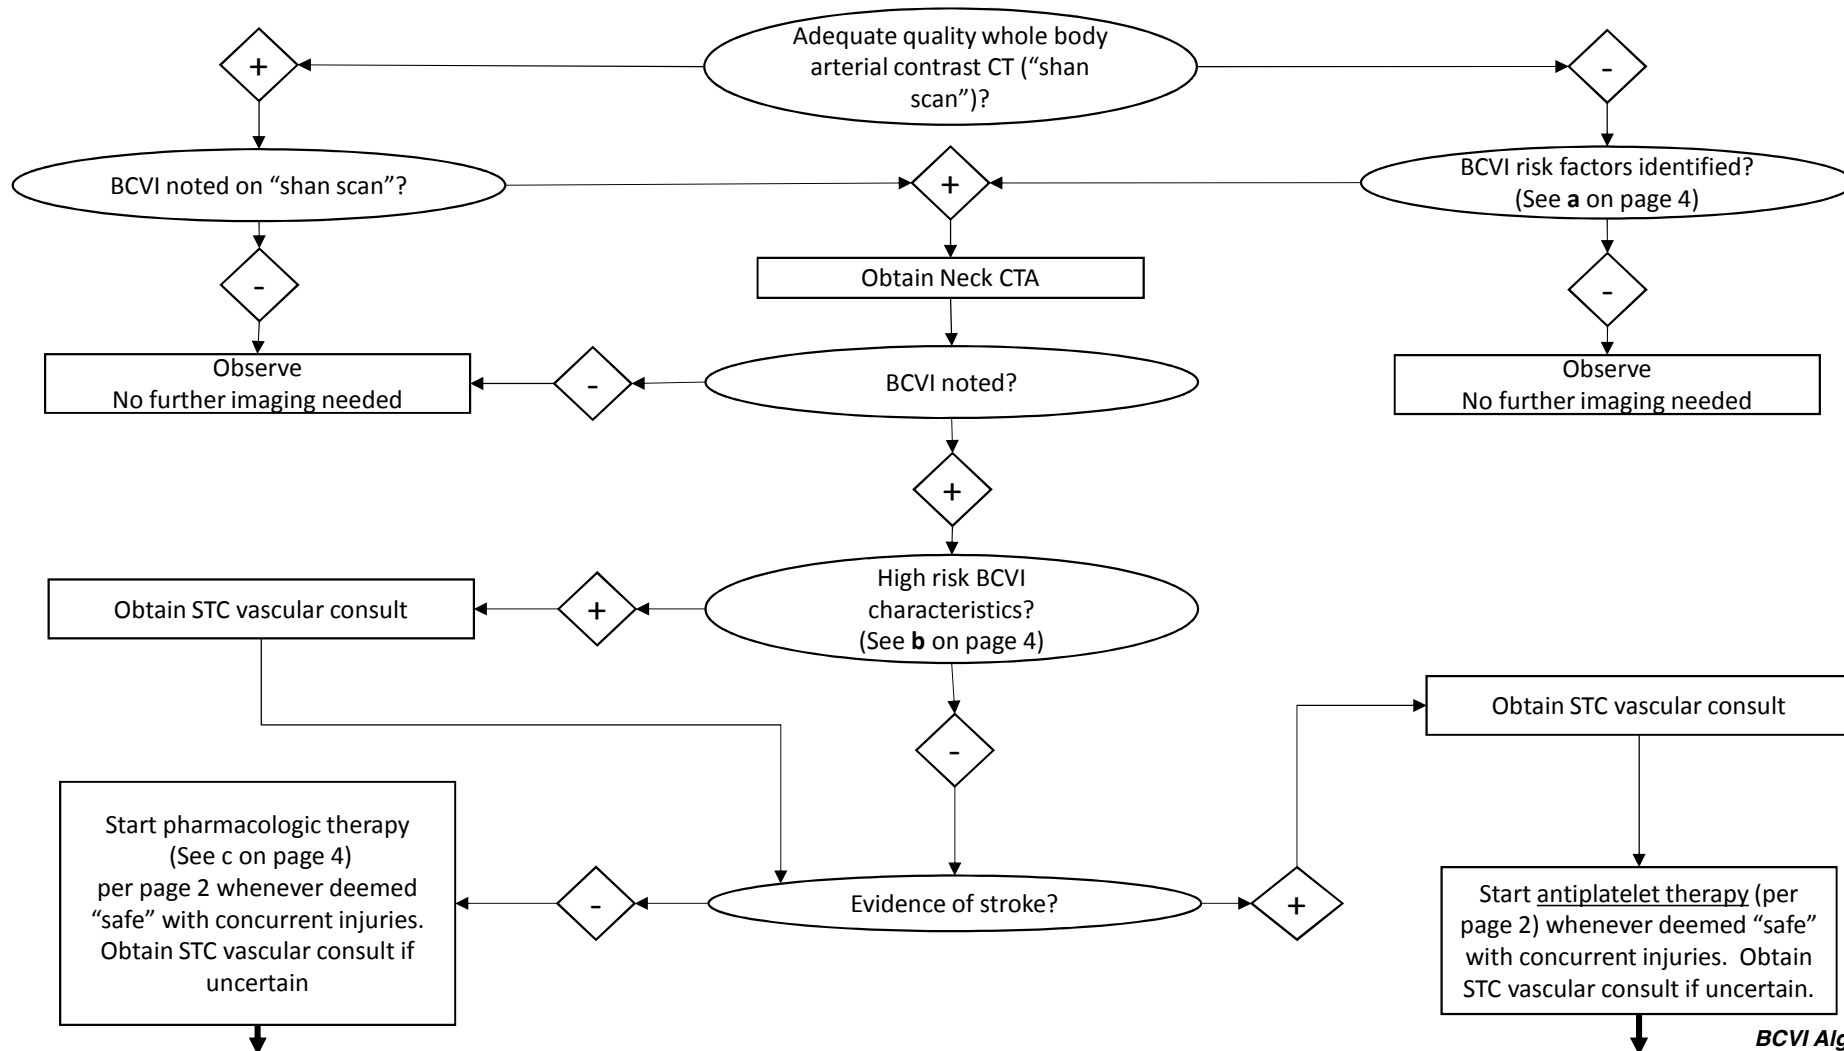 Adequate quality whole body
arterial contrast CT (“shan
scan”)?
+
-
BCVI noted on “shan scan”?
+
BCVI risk factors identified?
(See a on page 4)
-
Obtain Neck CTA
-
Observe
No further imaging needed
-
BCVI noted?
Observe
No further imaging needed
+
High risk BCVI
characteristics?
(See b on page 4)
+
Obtain STC vascular consult
-
Obtain STC vascular consult
Start pharmacologic therapy
(See c on page 4)
per page 2 whenever deemed
“safe” with concurrent injuries.
Obtain STC vascular consult if
uncertain
-
Evidence of stroke?
+
Start antiplatelet therapy (per
page 2) whenever deemed “safe”
with concurrent injuries.  Obtain
STC vascular consult if uncertain.
BCVI Alg